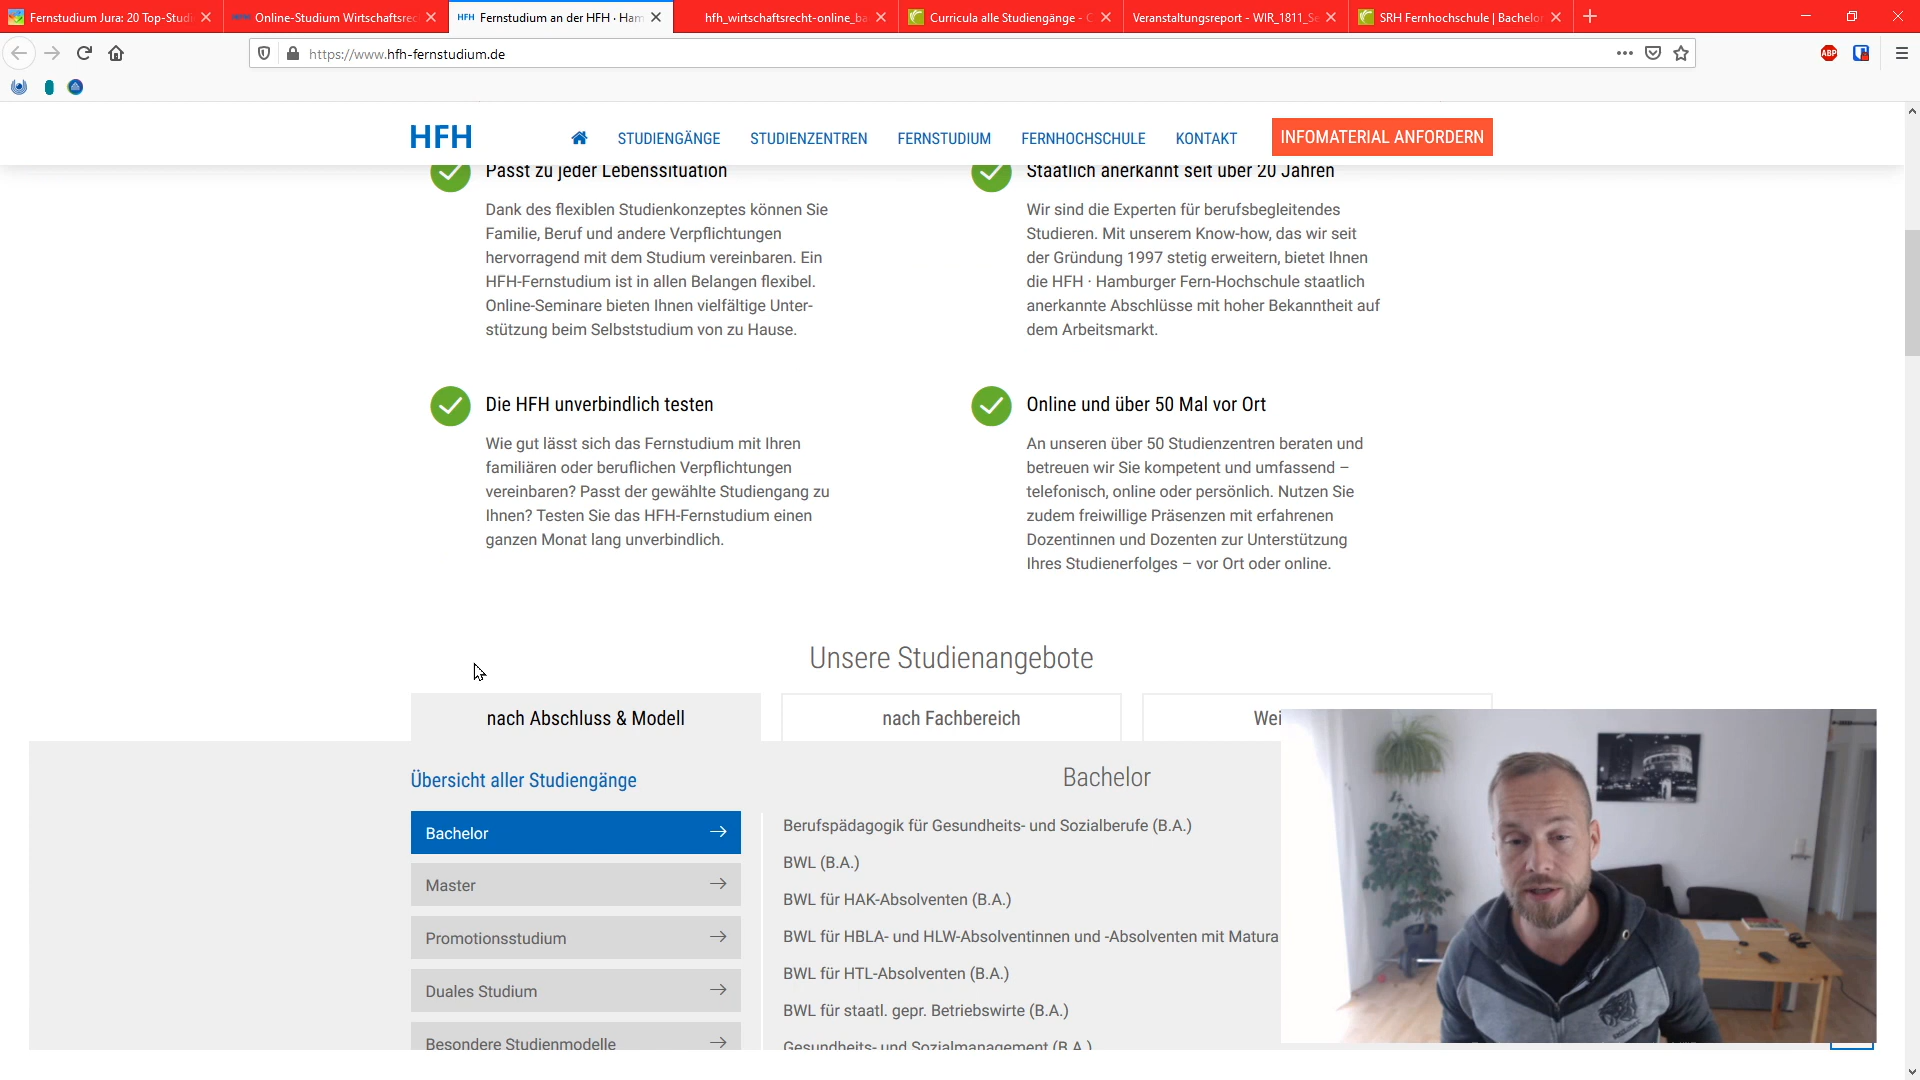 Fernstudium Jura: 20 Top-Studi
Online-Studium Wirtschaftsrec
HFH Fernstudium an der HFH · Ham
hfh_wirtschaftsrecht-online_ba
Curricula alle Studiengänge - C
Veranstaltungsreport - WIR_1811_Se
SRH Fernhochschule | Bachelor
https://www.hfh-fernstudium.de
ABP
HFH
STUDIENGÄNGE
STUDIENZENTREN
FERNSTUDIUM
FERNHOCHSCHULE
KONTAKT
INFOMATERIAL ANFORDERN
Passt zu jeder Lebenssituation
Dank des flexiblen Studienkonzeptes können Sie
Familie, Beruf und andere Verpflichtungen
hervorragend mit dem Studium vereinbaren. Ein
HFH-Fernstudium ist in allen Belangen flexibel.
Online-Seminare bieten Ihnen vielfältige Unter-
stützung beim Selbststudium von zu Hause.
Staatlich anerkannt seit über 20 Jahren
Wir sind die Experten für berufsbegleitendes
Studieren. Mit unserem Know-how, das wir seit
der Gründung 1997 stetig erweitern, bietet Ihnen
die HFH · Hamburger Fern-Hochschule staatlich
anerkannte Abschlüsse mit hoher Bekanntheit auf
dem Arbeitsmarkt.
Die HFH unverbindlich testen
Wie gut lässt sich das Fernstudium mit Ihren
familiären oder beruflichen Verpflichtungen
vereinbaren? Passt der gewählte Studiengang zu
Ihnen? Testen Sie das HFH-Fernstudium einen
ganzen Monat lang unverbindlich.
Online und über 50 Mal vor Ort
An unseren über 50 Studienzentren beraten und
betreuen wir Sie kompetent und umfassend –
telefonisch, online oder persönlich. Nutzen Sie
zudem freiwillige Präsenzen mit erfahrenen
Dozentinnen und Dozenten zur Unterstützung
Ihres Studienerfolges – vor Ort oder online.
Unsere Studienangebote
nach Abschluss & Modell
nach Fachbereich
Wei
Übersicht aller Studiengänge
Bachelor
Master
Promotionsstudium
Duales Studium
Besondere Studienmodelle
Bachelor
Berufspädagogik für Gesundheits- und Sozialberufe (B.A.)
BWL (B.A.)
BWL für HAK-Absolventen (B.A.)
BWL für HBLA- und HLW-Absolventinnen und -Absolventen mit Matura
BWL für HTL-Absolventen (B.A.)
BWL für staatl. gepr. Betriebswirte (B.A.)
Gesundheits- und Sozialmanagement (B.A.)